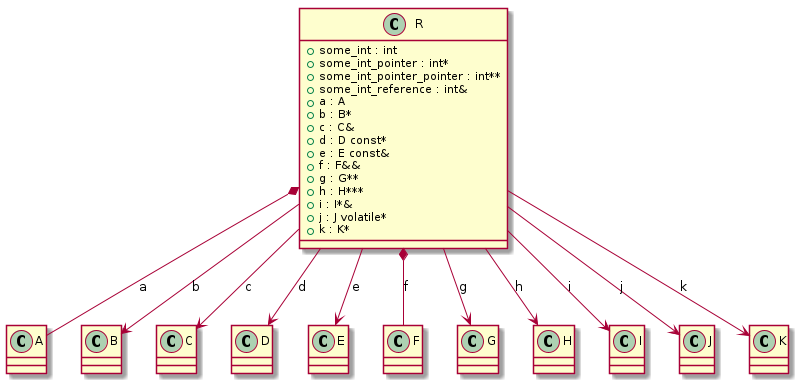 C R
some_int : int
some_int_pointer : int*
some_int_pointer_pointer : int**
some_int_reference : int&
a : A
b : B*
c : C&
d : D const*
e : E const&
f : F&&
g : G**
h : H***
i : I*&
j : J volatile*
k : K*
a b c d e f g h i j k
C A C B C C C D C E C F C G C H C I C J C K